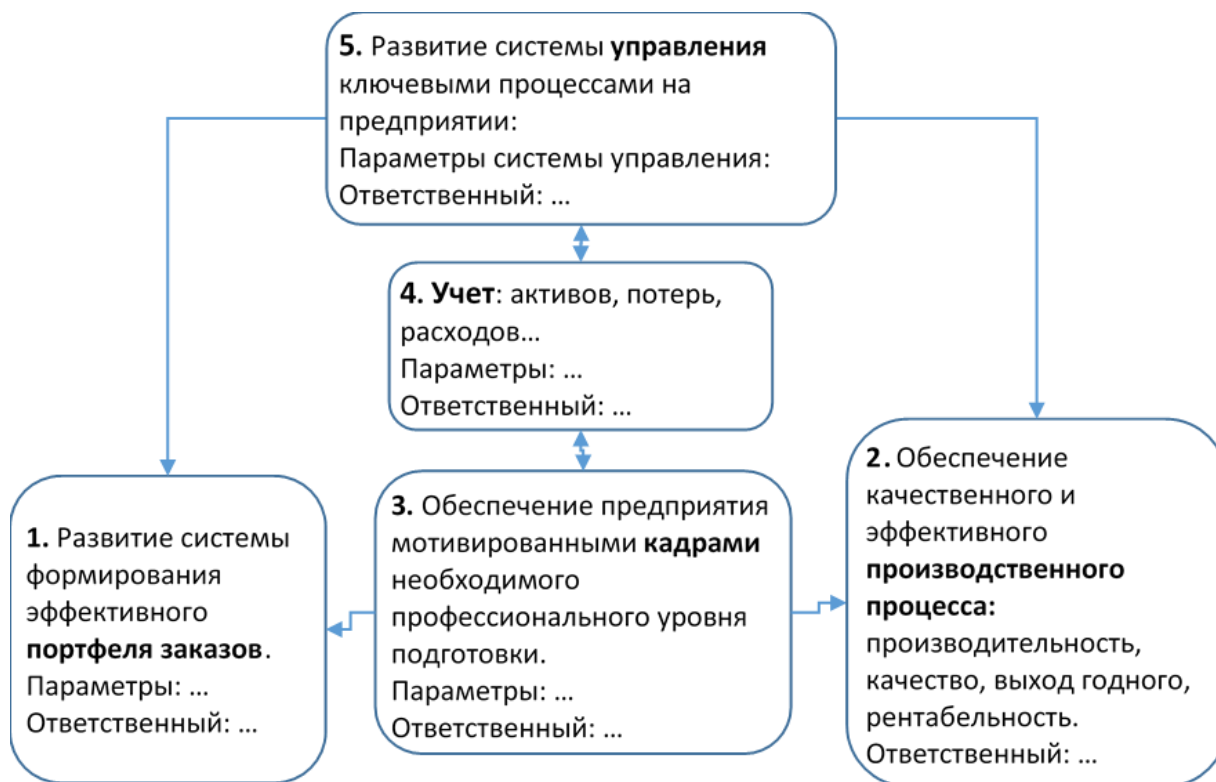 5. Развитие системы управления
ключевыми процессами на
предприятии:
Параметры системы управления:
Ответственный: ...
4. Учет: активов, потерь,
расходов...
Параметры: ...
Ответственный: ...
1. Развитие системы
формирования
эффективного
портфеля заказов.
Параметры: ...
Ответственный: ...
3. Обеспечение предприятия
мотивированными кадрами
необходимого
профессионального уровня
подготовки.
Параметры: ...
Ответственный: ...
2. Обеспечение
качественного и
эффективного
производственного
процесса:
производительность,
качество, выход годного,
рентабельность.
Ответственный: ...